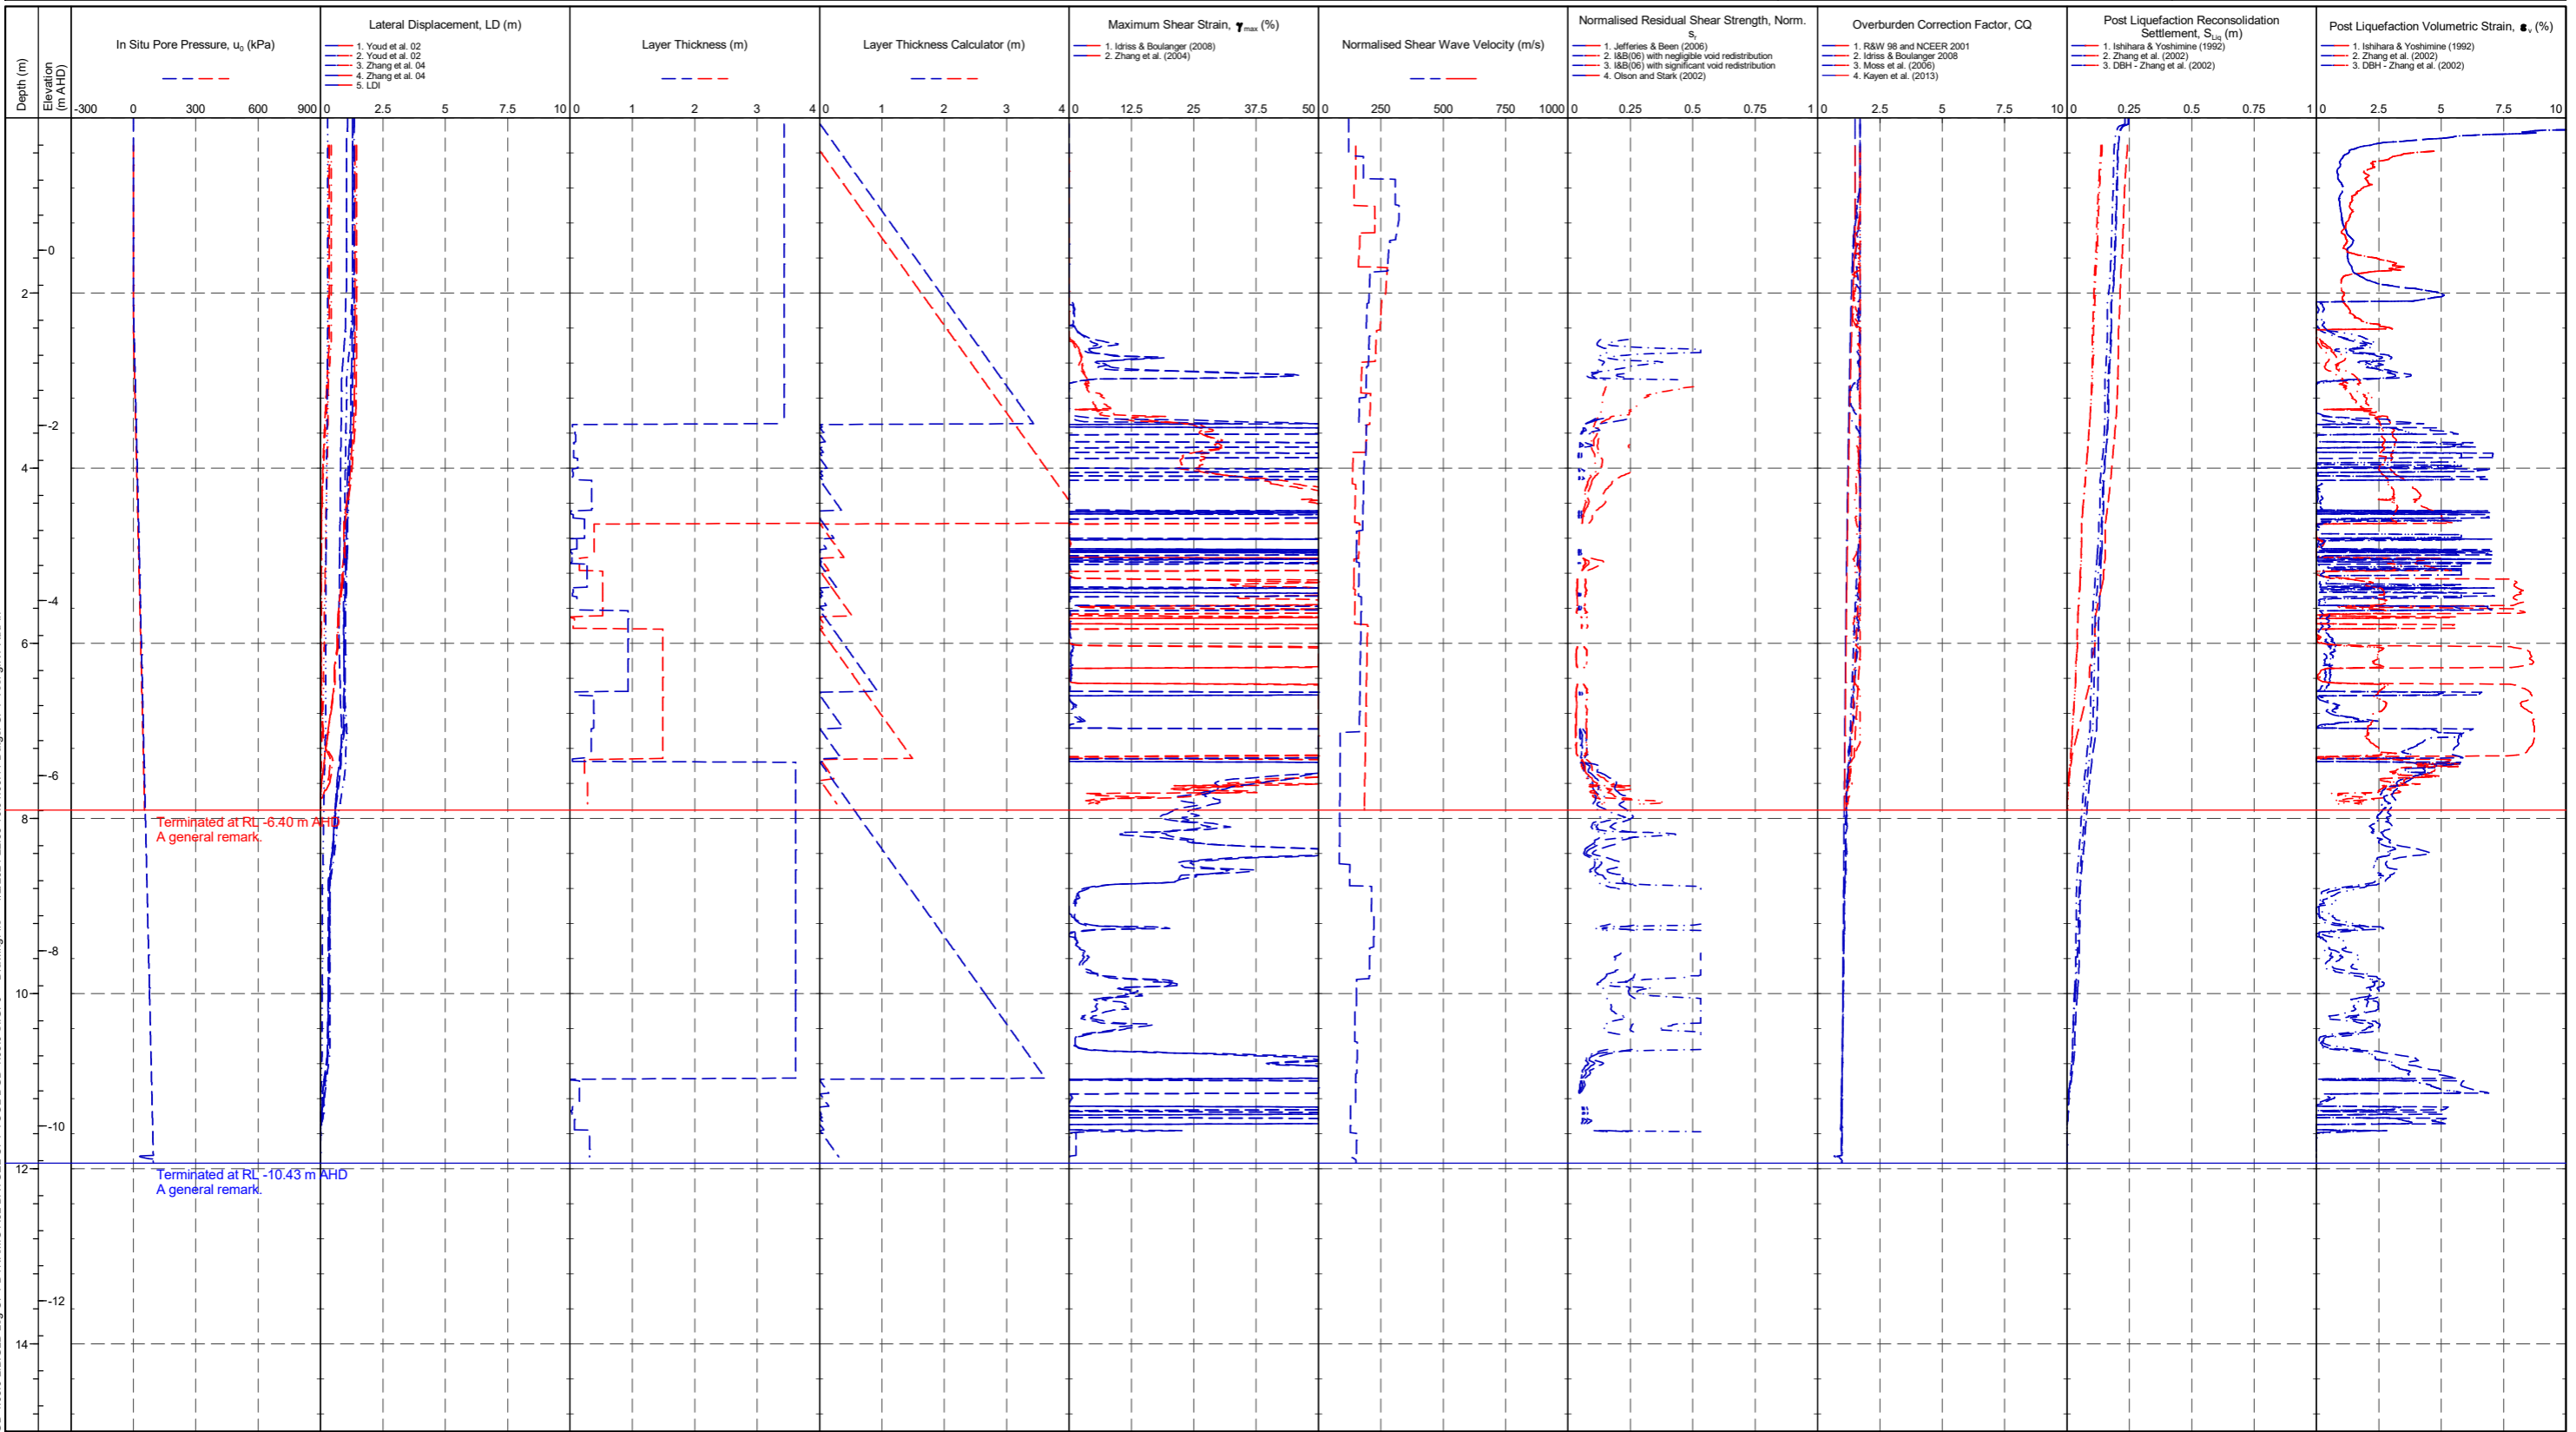 Depth (m)
Elevation
(m AHD)
In Situ Pore Pressure, u0 (kPa)
-300 0 300 600 900
Lateral Displacement, LD (m)
1. Youd et al. 02
2. Youd et al. 02
3. Zhang et al. 04
4. Zhang et al. 04
5. LDI
0 2.5 5 7.5 10
Layer Thickness (m)
0 1 2 3 4
Layer Thickness Calculator (m)
0 1 2 3 4
Maximum Shear Strain, γmax (%)
1. Idriss & Boulanger (2008)
2. Zhang et al. (2004)
0 12.5 25 37.5 50
Normalised Shear Wave Velocity (m/s)
0 250 500 750 1000
Normalised Residual Shear Strength, Norm.
sr
1. Jefferies & Been (2006)
2. I&B(06) with negligible void redistribution
3. I&B(06) with significant void redistribution
4. Olson and Stark (2002)
0 0.25 0.5 0.75 1
Overburden Correction Factor, CQ
1. R&W 98 and NCEER 2001
2. Idriss & Boulanger 2008
3. Moss et al. (2006)
4. Kayen et al. (2013)
0 2.5 5 7.5 10
Post Liquefaction Reconsolidation
Settlement, SLiq (m)
1. Ishihara & Yoshimine (1992)
2. Zhang et al. (2002)
3. DBH - Zhang et al. (2002)
0 0.25 0.5 0.75 1
Post Liquefaction Volumetric Strain, εv (%)
1. Ishihara & Yoshimine (1992)
2. Zhang et al. (2002)
3. DBH - Zhang et al. (2002)
0 2.5 5 7.5 10
0
2
-2
4
-4
6
-6
Terminated at RL -6.40 m AHD
A general remark.
8
-8
10
-10
12
Terminated at RL -10.43 m AHD
A general remark.
-12
14